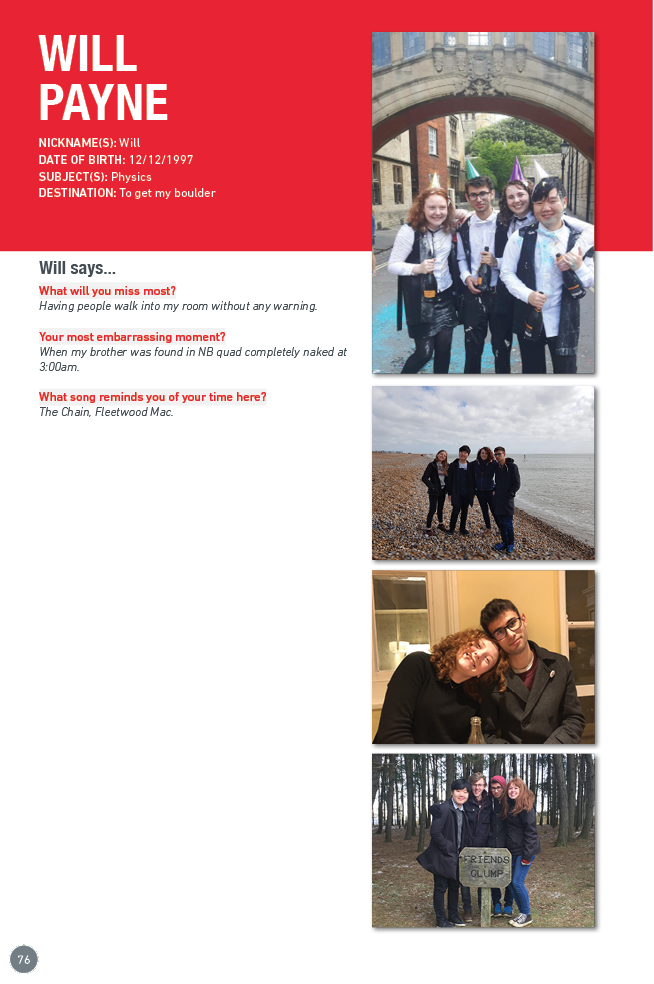 WILL
PAYNE
NICKNAME(S): Will
DATE OF BIRTH: 12/12/1997
SUBJECT(S): Physics
DESTINATION: To get my boulder
Will says...
What will you miss most?
Having people walk into my room without any warning.
Your most embarrassing moment?
When my brother was found in NB quad completely naked at
3:00am.
What song reminds you of your time here?
The Chain, Fleetwood Mac.
FRIENDS
CLUMP
76